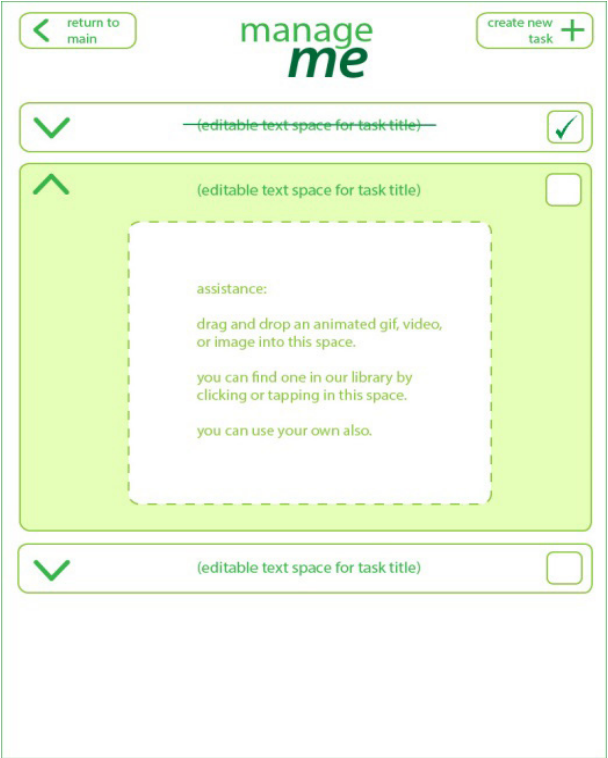 return to
main
manage
me
create new
task
(editable text space for task title)
(editable text space for task title)
assistance:
drag and drop an animated gif, video,
or image into this space.
you can find one in our library by
clicking or tapping in this space.
you can use your own also.
(editable text space for task title)